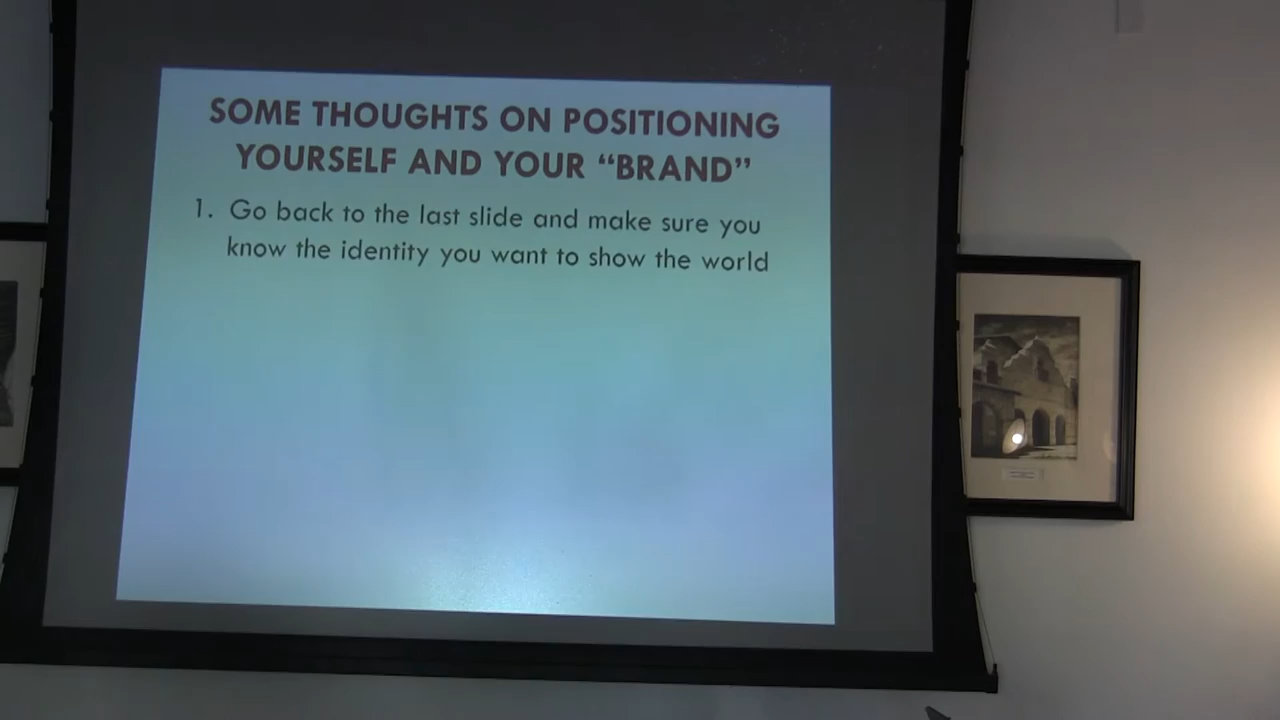 SOME THOUGHTS ON POSITIONING
YOURSELF AND YOUR “BRAND”
1. Go back to the last slide and make sure you
know the identity you want to show the world